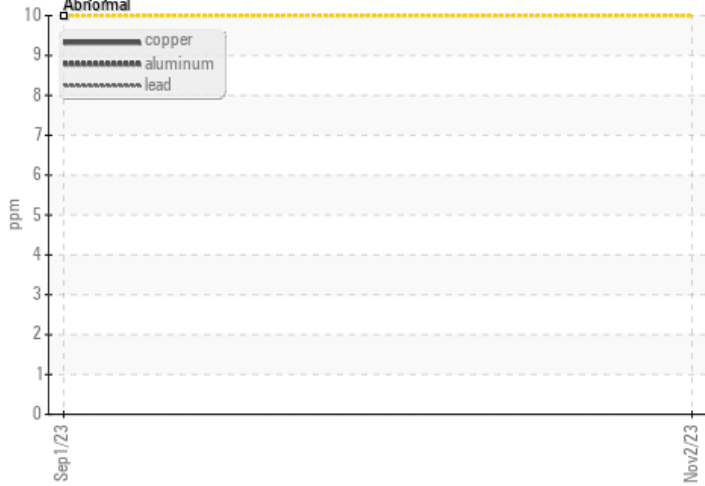 Abnormal
10
9
8
7
6
5
4
3
2
1
0
ppm
copper
aluminum
lead
Sep1/23
Nov2/23